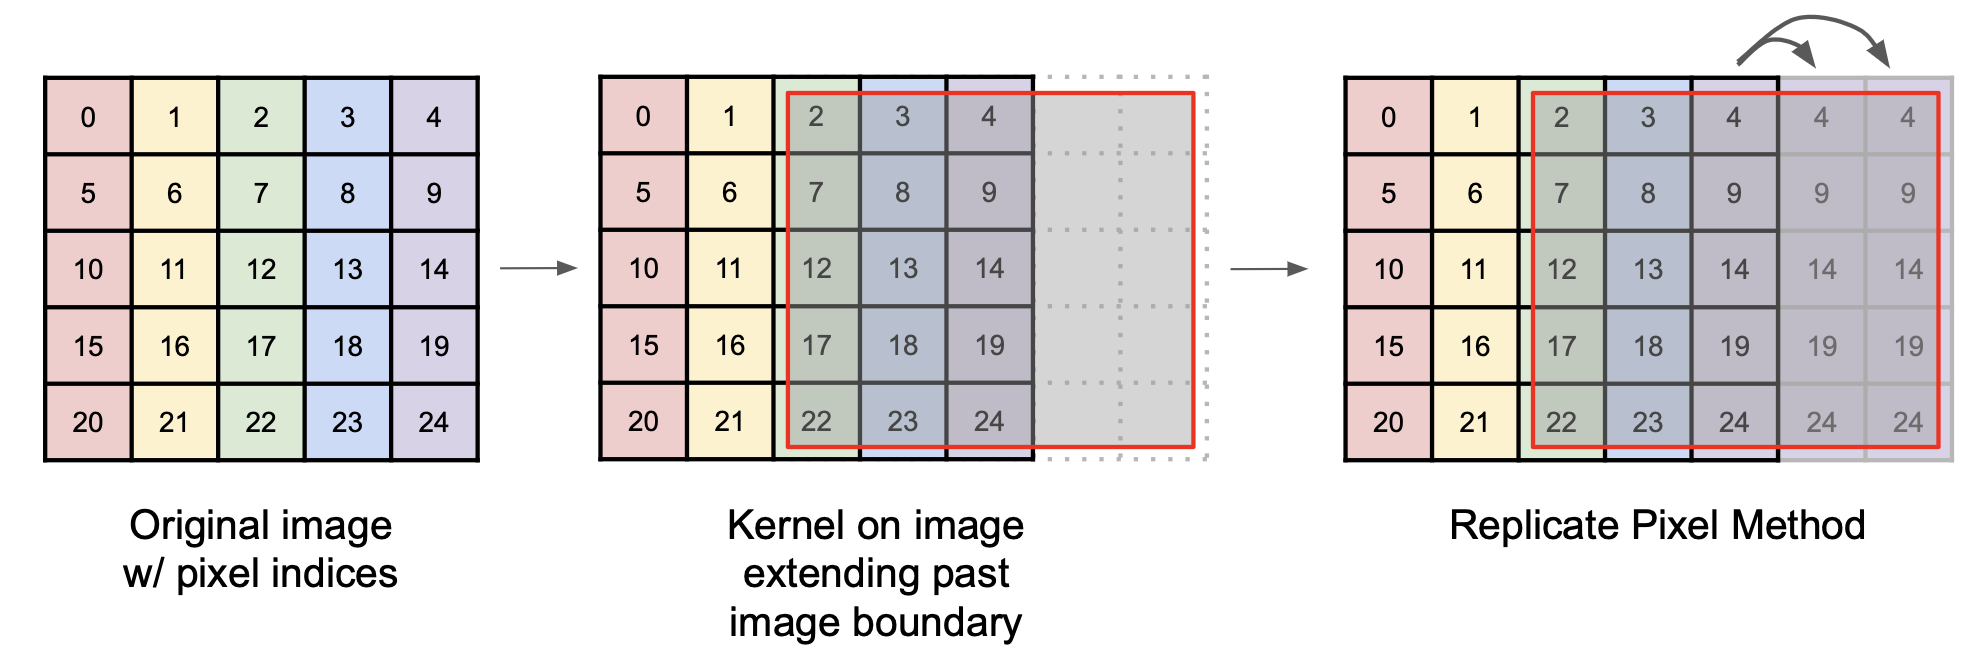 0 1 2 3 4
5 6 7 8 9
10 11 12 13 14
15 16 17 18 19
20 21 22 23 24
Original image
w/ pixel indices
0 1 2 3 4
5 6 7 8 9
10 11 12 13 14
15 16 17 18 19
20 21 22 23 24
Kernel on image
extending past
image boundary
0 1 2 3 4 4 4
5 6 7 8 9 9 9
10 11 12 13 14 14 14
15 16 17 18 19 19 19
20 21 22 23 24 24 24
Replicate Pixel Method